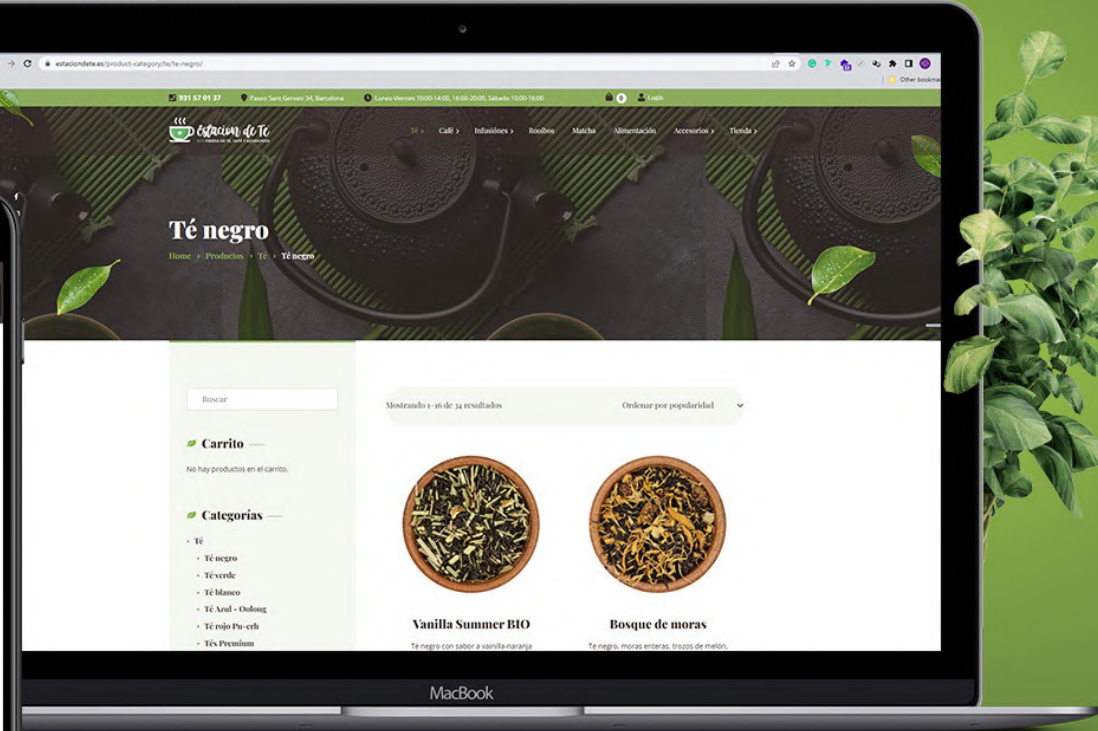 estaciondete.es/product-category/te/te-negro/
Other bookmar
931 57 01 37 Paseo Sant Gervasi 34, Barcelona Lunes-Viernes 10:00-14:00, 16:00-20:00, Sábado 10:00-16:00 0 Login
Estación de Té
Té Café Infusiónes Rooibos Matcha Alimentación Accesorios Tienda
Té negro
Home Productos Té Té negro
Buscar
Mostrando 1-16 de 34 resultados Ordenar por popularidad
Carrito
No hay productos en el carrito.
Categorías
Té
Té negro
Té verde
Té blanco
Té Azul - Oolong
Té rojo Pu-erh
Tés Premium
Vanilla Summer BIO
Té negro con sabor a vainilla-naranja
Bosque de moras
Té negro, moras enteras, trozos de melón,
MacBook